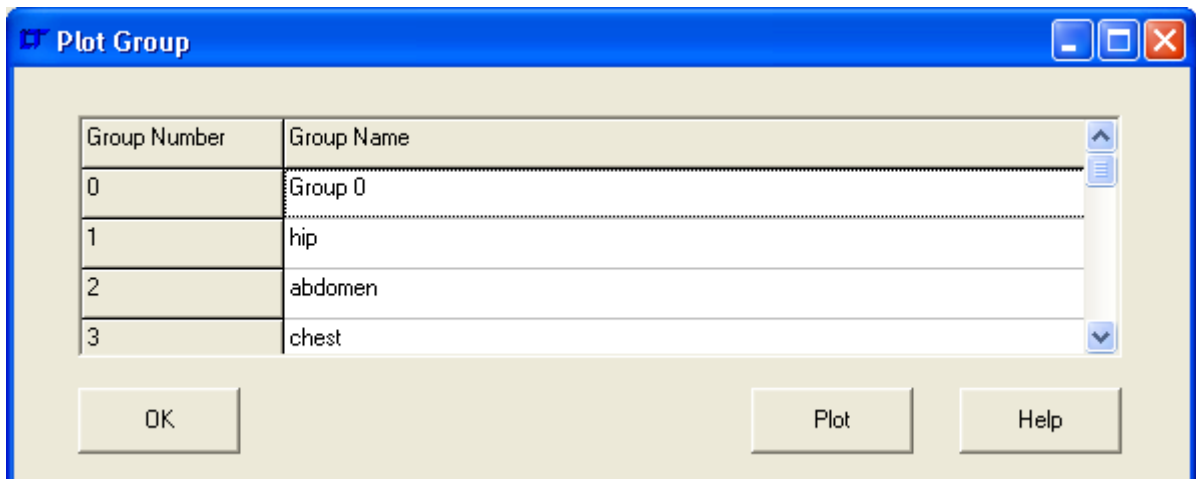 Plot Group
Group Number Group Name
0 Group 0
1 hip
2 abdomen
3 chest
OK Plot Help